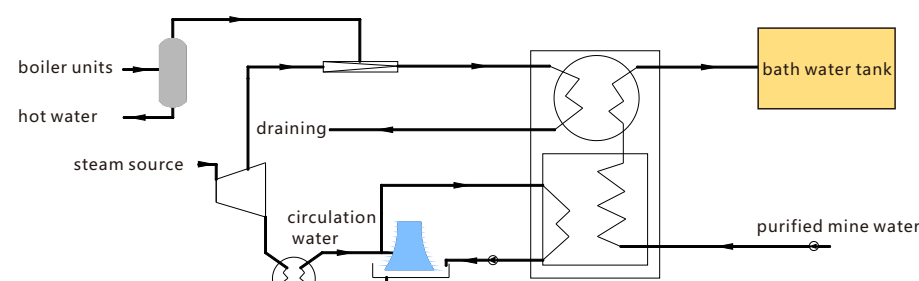 boiler units
bath water tank
hot water
draining
steam source
circulation
water
purified mine water